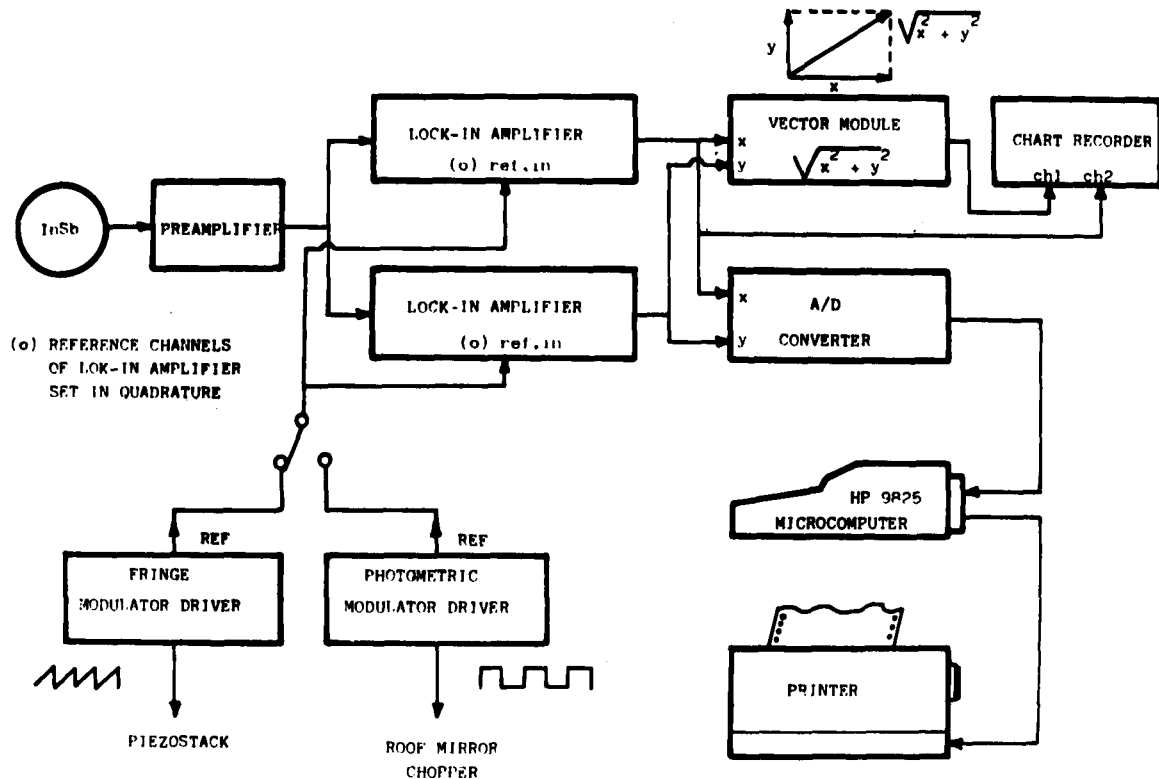 y
√x² + y²
x
LOCK-IN AMPLIFIER
(o) ref.in
x
y
VECTOR MODULE
√x² + y²
CHART RECORDER
ch1 ch2
InSb
PREAMPLIFIER
LOCK-IN AMPLIFIER
(o) ref.in
x
y
A/D
CONVERTER
(o) REFERENCE CHANNELS
OF LOK-IN AMPLIFIER
SET IN QUADRATURE
HP 9825
MICROCOMPUTER
REF
REF
FRINGE
MODULATOR DRIVER
PHOTOMETRIC
MODULATOR DRIVER
PRINTER
PIEZOSTACK
ROOF MIRROR
CHOPPER